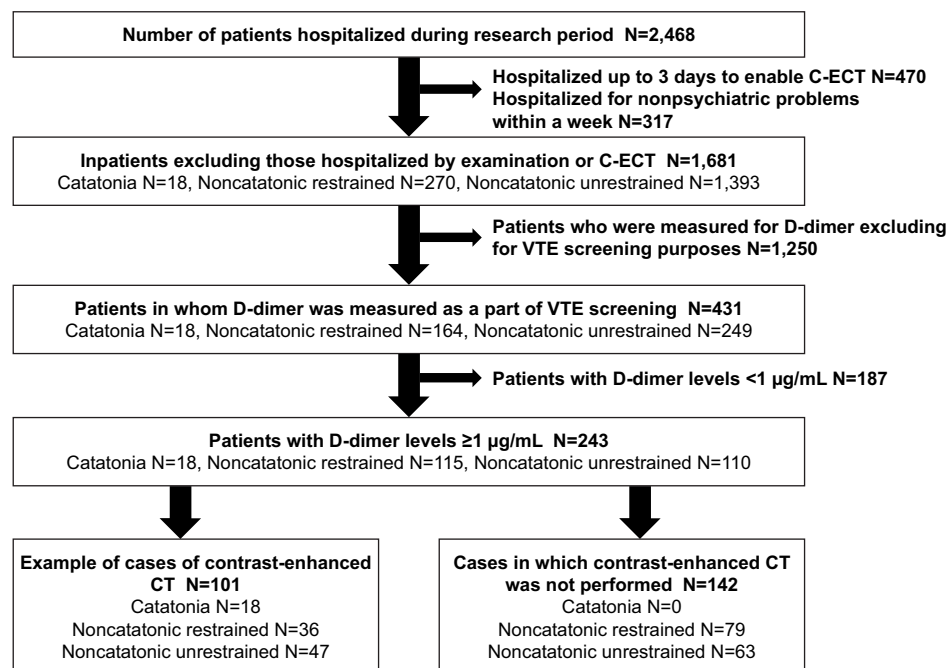 Number of patients hospitalized during research period N=2,468
Hospitalized up to 3 days to enable C-ECT N=470
Hospitalized for nonpsychiatric problems
within a week N=317
Inpatients excluding those hospitalized by examination or C-ECT N=1,681
Catatonia N=18, Noncatatonic restrained N=270, Noncatatonic unrestrained N=1,393
Patients who were measured for D-dimer excluding
for VTE screening purposes N=1,250
Patients in whom D-dimer was measured as a part of VTE screening N=431
Catatonia N=18, Noncatatonic restrained N=164, Noncatatonic unrestrained N=249
Patients with D-dimer levels <1 µg/mL N=187
Patients with D-dimer levels ≥1 µg/mL N=243
Catatonia N=18, Noncatatonic restrained N=115, Noncatatonic unrestrained N=110
Example of cases of contrast-enhanced
CT N=101
Catatonia N=18
Noncatatonic restrained N=36
Noncatatonic unrestrained N=47
Cases in which contrast-enhanced CT
was not performed N=142
Catatonia N=0
Noncatatonic restrained N=79
Noncatatonic unrestrained N=63